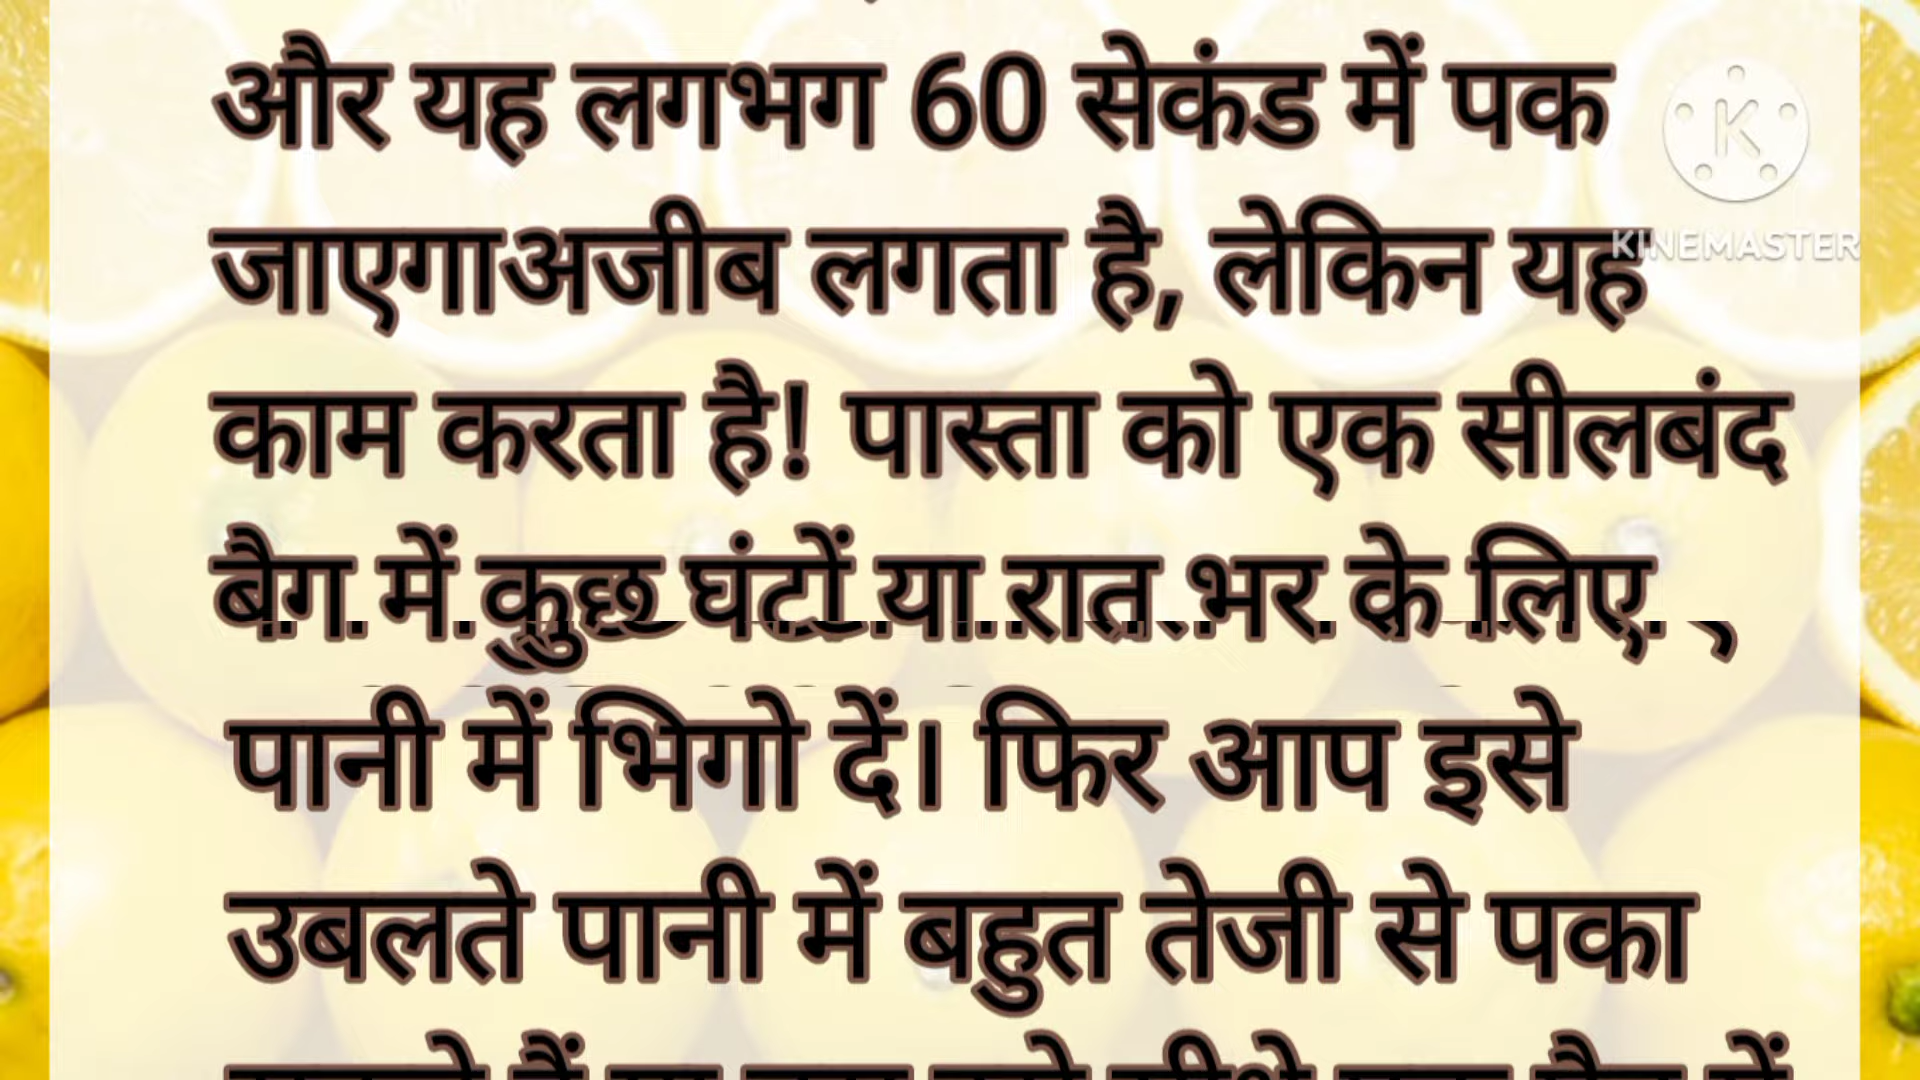 और यह लगभग 60 सेकंड में पक
KINEMASTER
जाएगाअजीब लगता है, लेकिन यह
काम करता है! पास्ता को एक सीलबंद
बैग में कुछ घंटों या रात भर के लिए
पानी में भिगो दें। फिर आप इसे
उबलते पानी में बहुत तेजी से पका